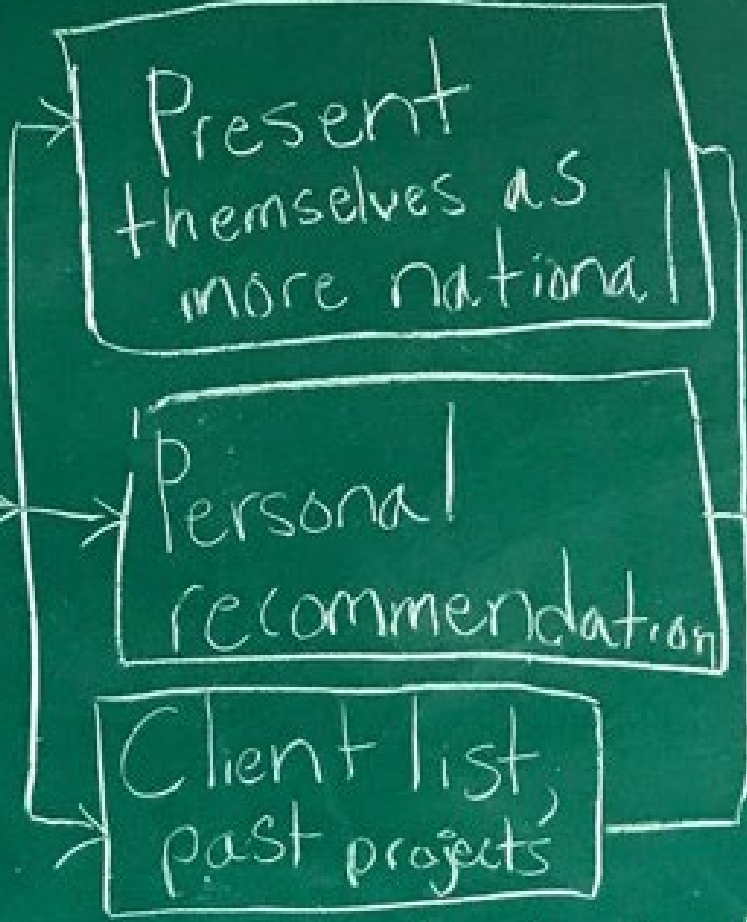 Present
themselves as
more national
Personal
recommendation
Client list,
past projects